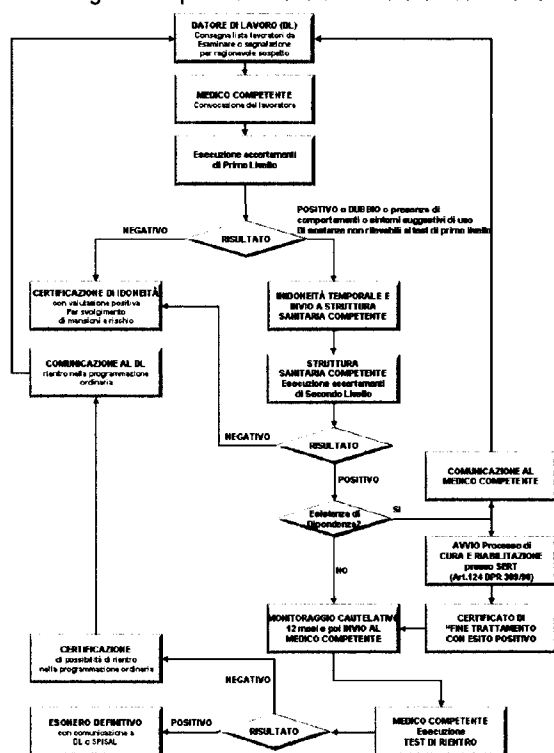 DATORE DI LAVORO (DL)
Consegna lista lavoratori da
Esaminare o segnalazione
per ragionevole sospetto
MEDICO COMPETENTE
Convocazione del lavoratore
Esecuzione accertamenti
di Primo Livello
POSITIVO o DUBBIO o presenza di
comportamenti o sintomi suggestivi di uso
Di sostanze non rilevabili ai test di primo livello
NEGATIVO
RISULTATO
CERTIFICAZIONE DI IDONEITÀ
con valutazione positiva
Per svolgimento
di mansioni a rischio
INIDONEITÀ TEMPORALE E
INVIO A STRUTTURA
SANITARIA COMPETENTE
COMUNICAZIONE AL DL
rientro nella programmazione
ordinaria
STRUTTURA
SANITARIA COMPETENTE
Esecuzione accertamenti
di Secondo Livello
NEGATIVO
RISULTATO
POSITIVO
COMUNICAZIONE AL
MEDICO COMPETENTE
Esistenza di
Dipendenza?
SI
AVVIO Processo di
CURA E RIABILITAZIONE
presso SERT
(Art.124 DPR 309/90)
NO
MONITORAGGIO CAUTELATIVO
12 mesi e poi INVIO AL
MEDICO COMPETENTE
CERTIFICATO DI
"FINE TRATTAMENTO
CON ESITO POSITIVO
CERTIFICAZIONE
di possibilità di rientro
nella programmazione ordinaria
NEGATIVO
ESONERO DEFINITIVO
con comunicazione a
DL e SPISAL
POSITIVO
RISULTATO
MEDICO COMPETENTE
Esecuzione
TEST DI RIENTRO